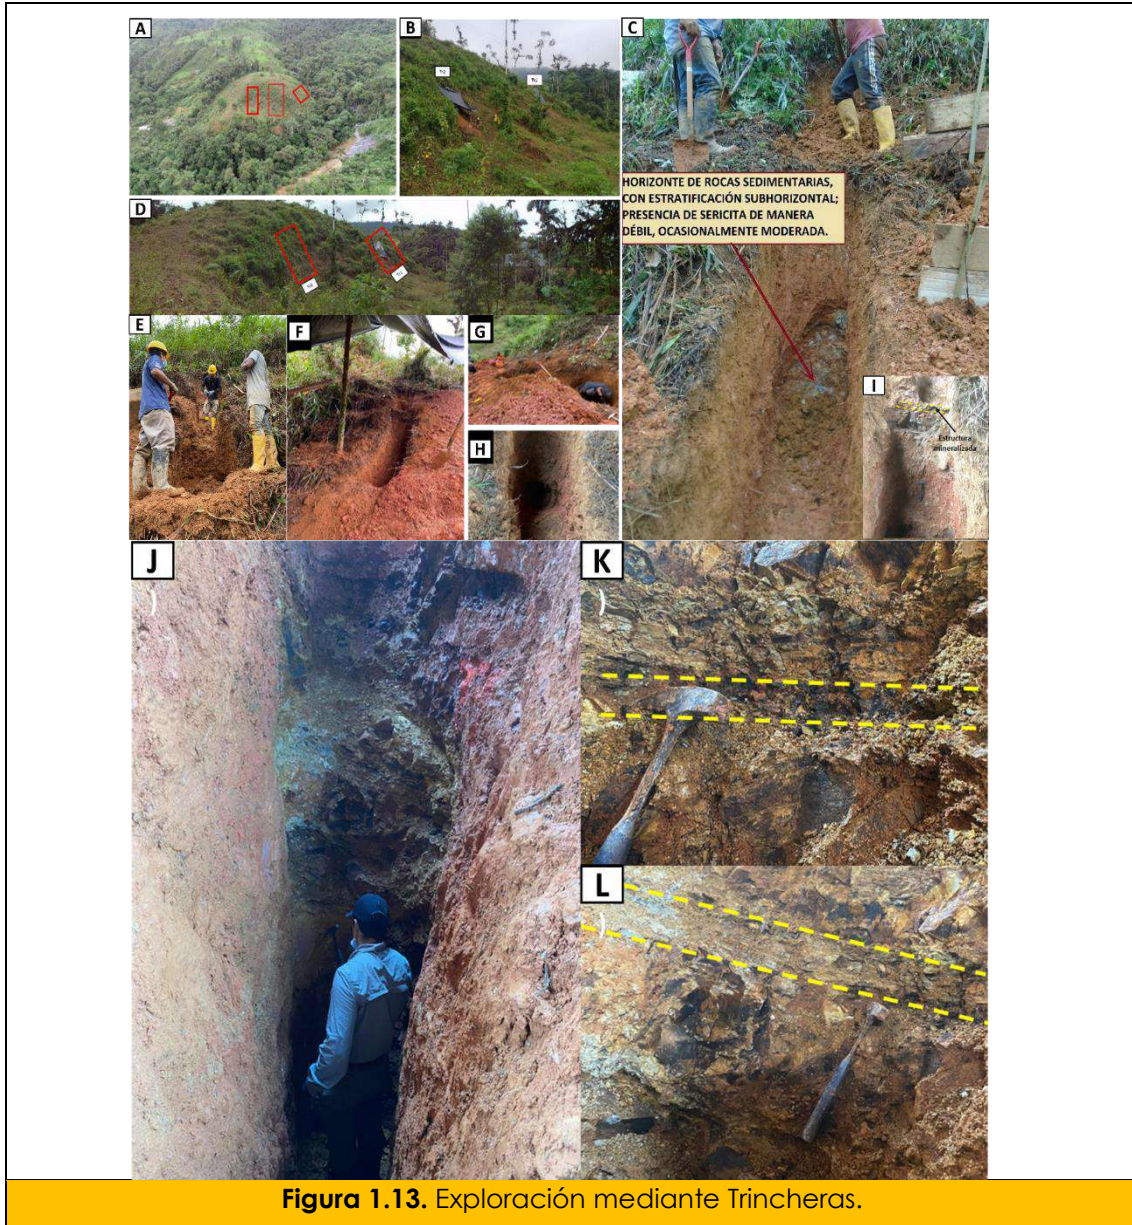 A
B
C
HORIZONTE DE ROCAS SEDIMENTARIAS,
CON ESTRATIFICACIÓN SUBHORIZONTAL;
PRESENCIA DE SERICITA DE MANERA
DÉBIL, OCASIONALMENTE MODERADA.
D
E
F
G
H
I
Estructura
mineralizada
J
K
L
Figura 1.13. Exploración mediante Trincheras.